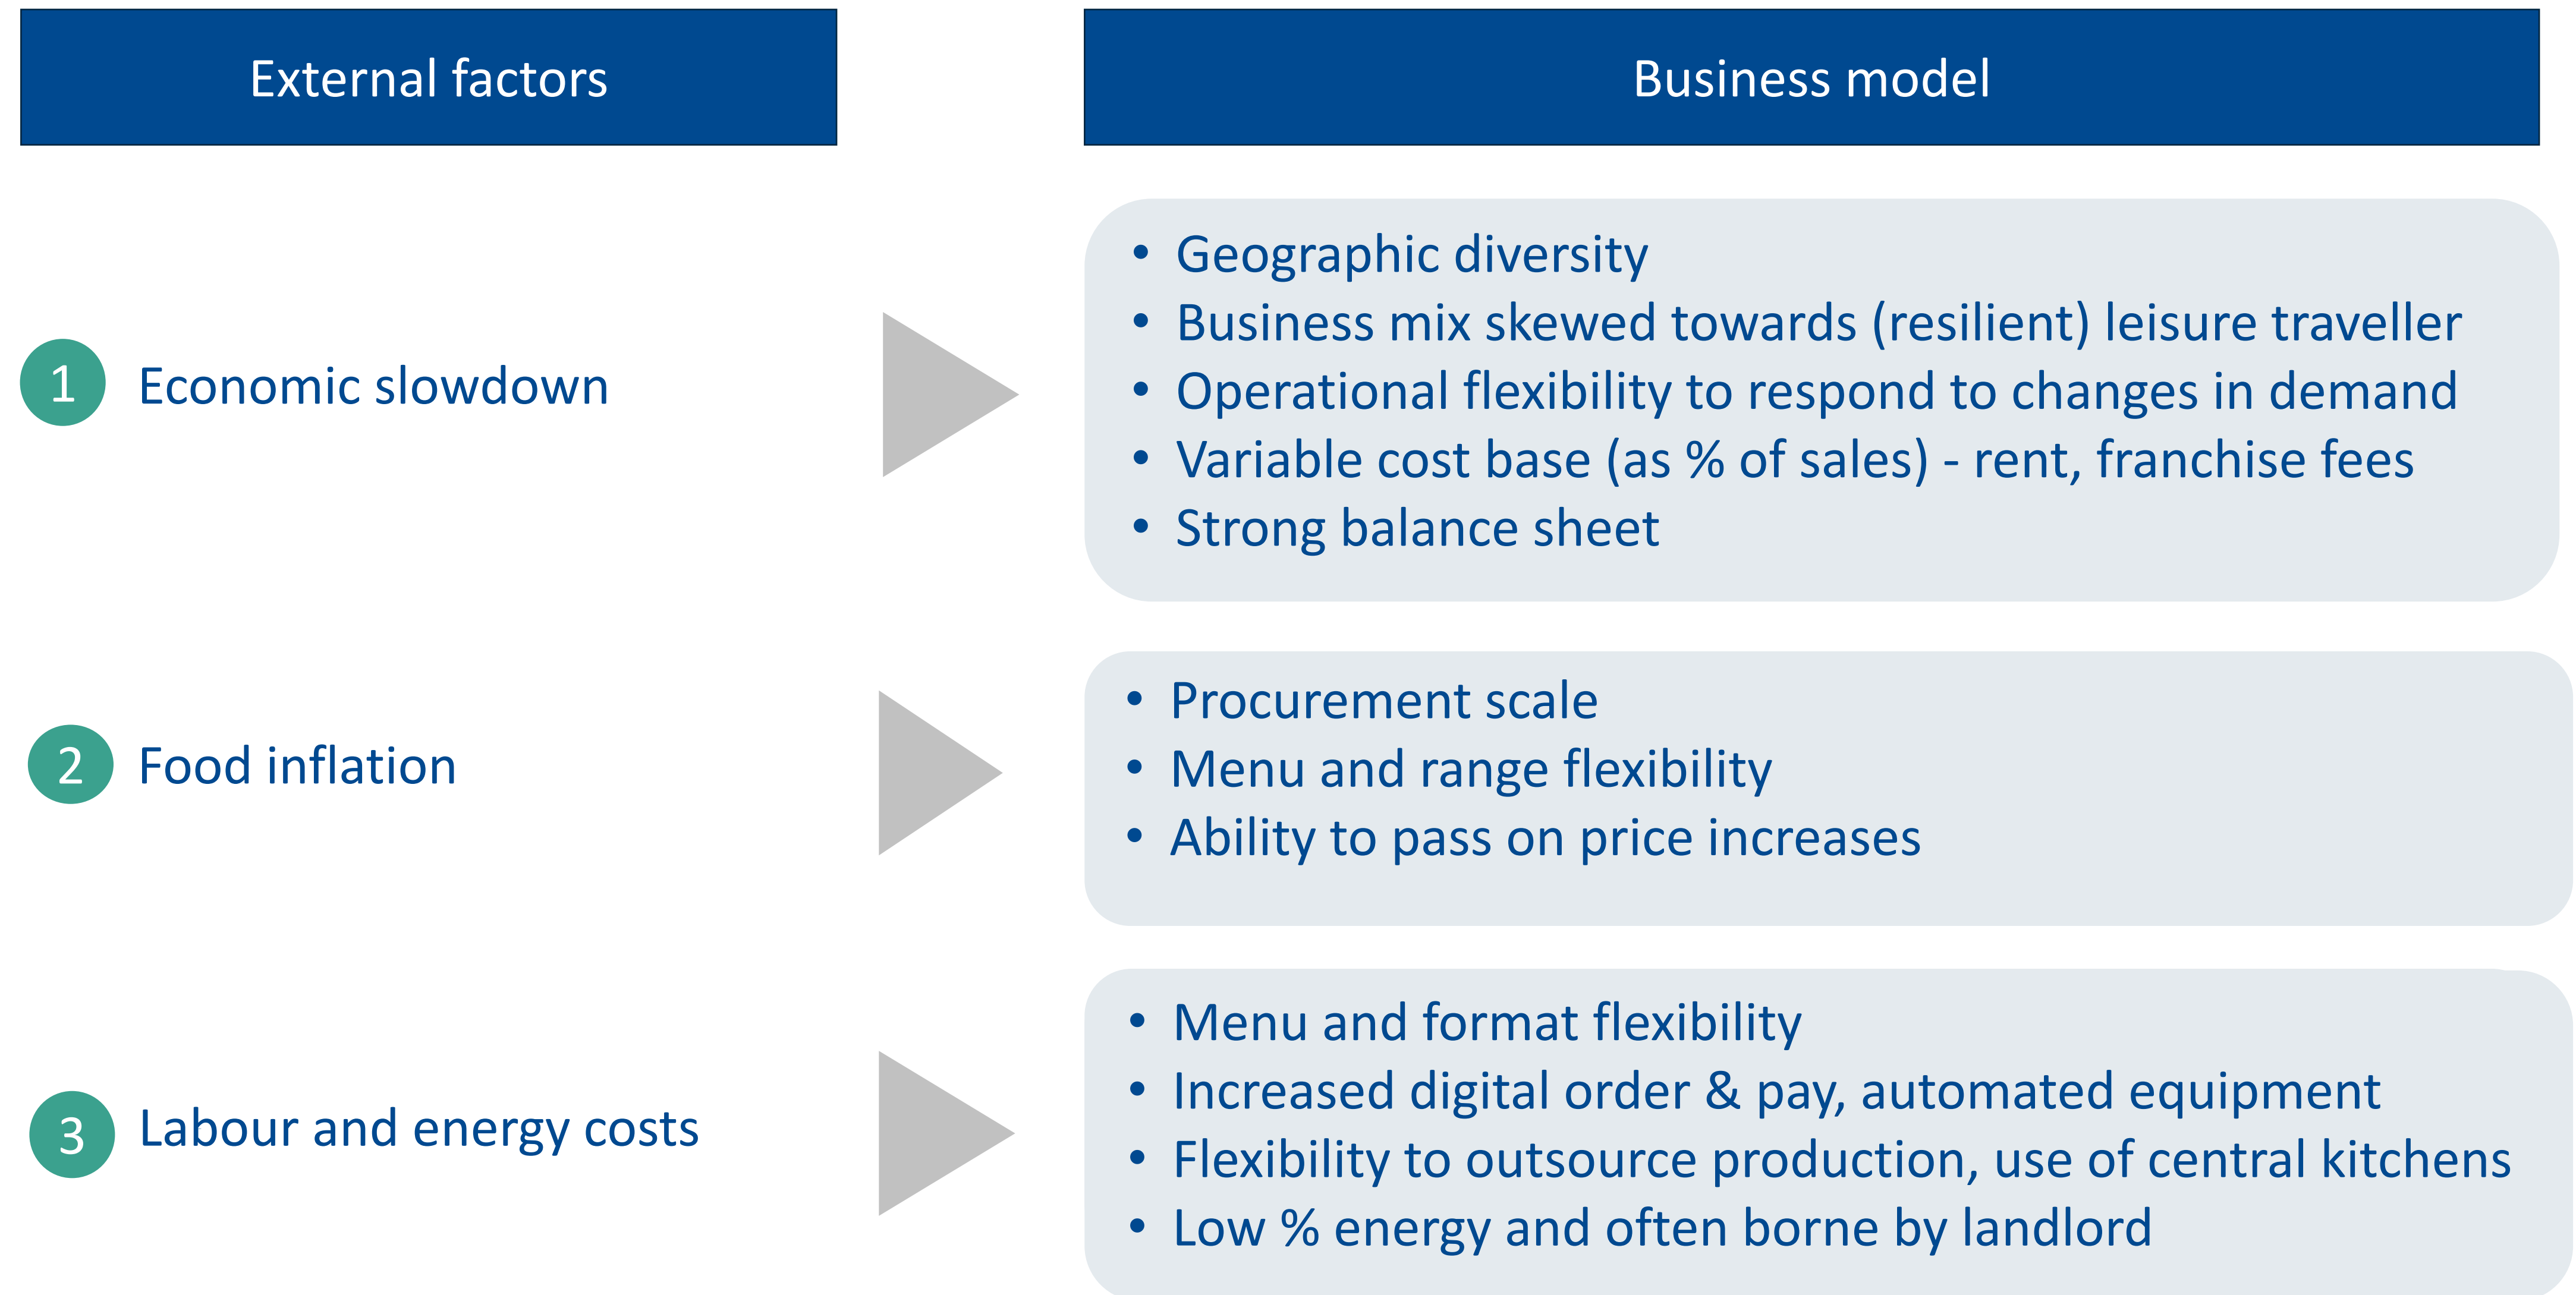 External factors
Business model
1 Economic slowdown
• Geographic diversity
• Business mix skewed towards (resilient) leisure traveller
• Operational flexibility to respond to changes in demand
• Variable cost base (as % of sales) - rent, franchise fees
• Strong balance sheet
2 Food inflation
• Procurement scale
• Menu and range flexibility
• Ability to pass on price increases
3 Labour and energy costs
• Menu and format flexibility
• Increased digital order & pay, automated equipment
• Flexibility to outsource production, use of central kitchens
• Low % energy and often borne by landlord